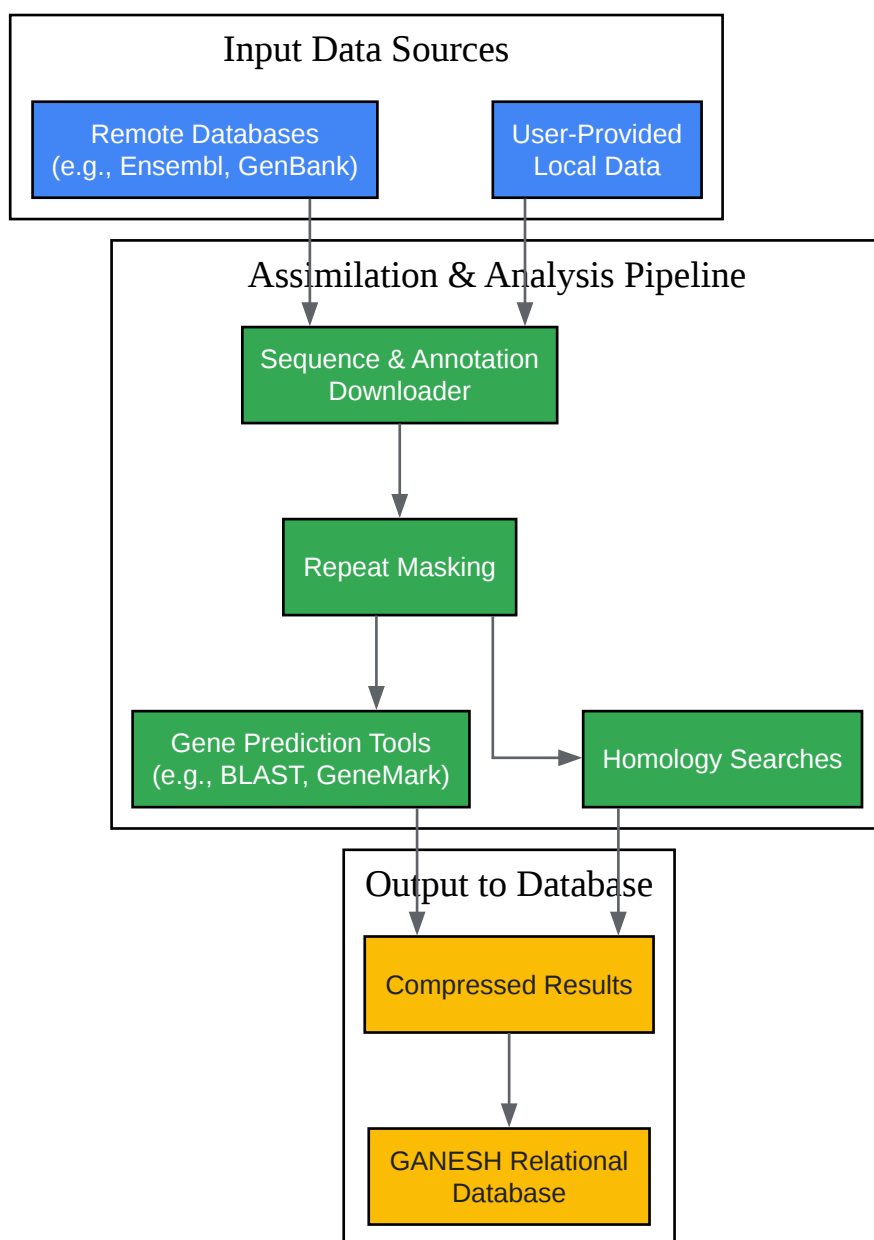 Input Data Sources
Remote Databases
(e.g., Ensembl, GenBank)
User-Provided
Local Data
Assimilation & Analysis Pipeline
Sequence & Annotation
Downloader
Repeat Masking
Gene Prediction Tools
(e.g., BLAST, GeneMark)
Homology Searches
Output to Database
Compressed Results
GANESH Relational
Database